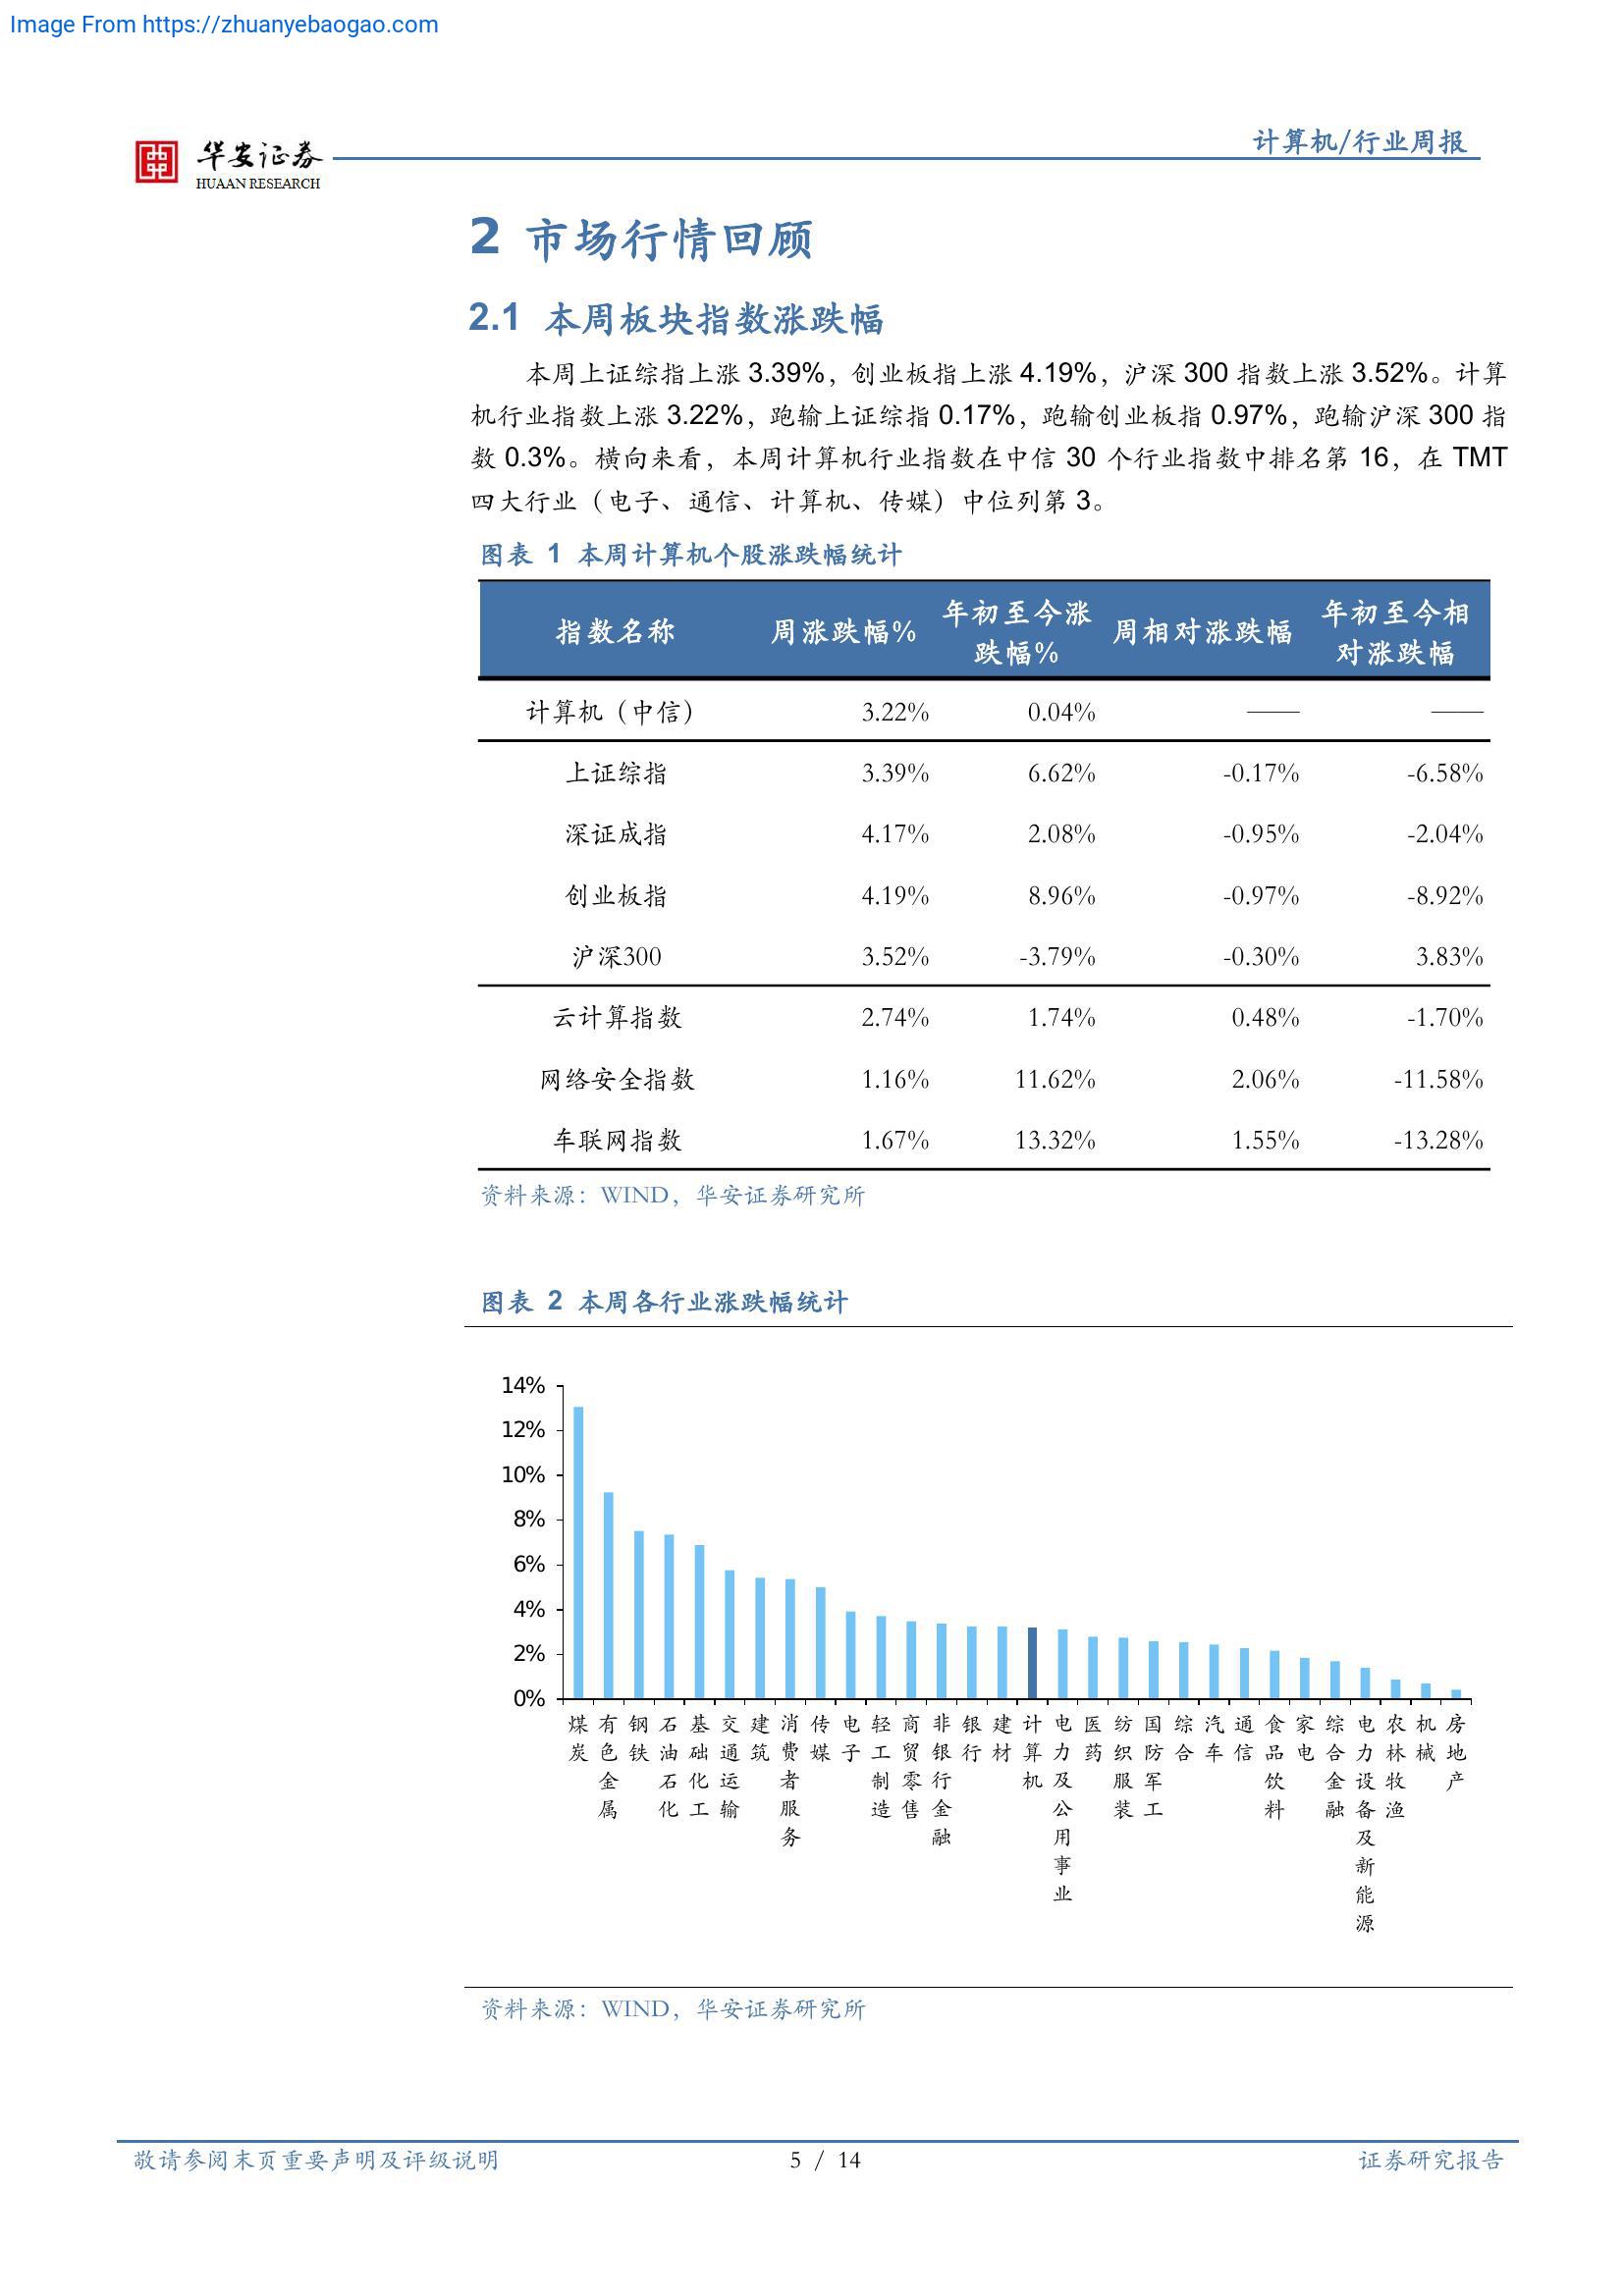 Image From https://zhuanyebaogao.com
华安证券
HUAAN RESEARCH
计算机/行业周报
2 市场行情回顾
2.1 本周板块指数涨跌幅
本周上证综指上涨 3.39%，创业板指上涨 4.19%，沪深 300 指数上涨 3.52%。计算
机行业指数上涨 3.22%，跑输上证综指 0.17%，跑输创业板指 0.97%，跑输沪深 300 指
数 0.3%。横向来看，本周计算机行业指数在中信 30 个行业指数中排名第 16，在 TMT
四大行业（电子、通信、计算机、传媒）中位列第 3。
图表 1 本周计算机个股涨跌幅统计
指数名称 周涨跌幅% 年初至今涨跌幅% 周相对涨跌幅 年初至今相对涨跌幅
计算机（中信） 3.22% 0.04% —— ——
上证综指 3.39% 6.62% -0.17% -6.58%
深证成指 4.17% 2.08% -0.95% -2.04%
创业板指 4.19% 8.96% -0.97% -8.92%
沪深300 3.52% -3.79% -0.30% 3.83%
云计算指数 2.74% 1.74% 0.48% -1.70%
网络安全指数 1.16% 11.62% 2.06% -11.58%
车联网指数 1.67% 13.32% 1.55% -13.28%
资料来源：WIND，华安证券研究所
图表 2 本周各行业涨跌幅统计
14%
12%
10%
8%
6%
4%
2%
0%
煤炭
有色金属
钢铁
石油石化
基础化工
交通运输
建筑
消费者服务
传媒
电子
轻工制造
商贸零售
非银行金融
银行
建材
计算机
电力及公用事业
医药
纺织服装
国防军工
综合
汽车
通信
食品饮料
家电
综合金融
电力设备及新能源
农林牧渔
机械
房地产
资料来源：WIND，华安证券研究所
敬请参阅末页重要声明及评级说明 5 / 14 证券研究报告